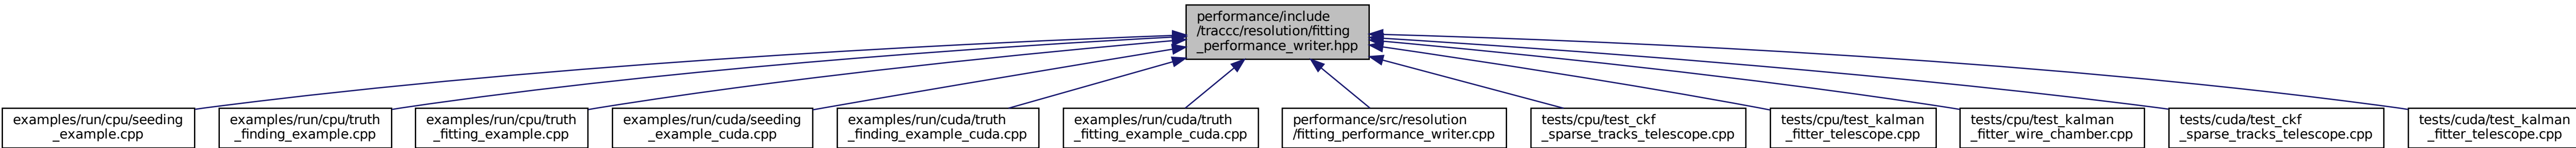 performance/include
/traccc/resolution/fitting
_performance_writer.hpp
examples/run/cpu/seeding
_example.cpp
examples/run/cpu/truth
_finding_example.cpp
examples/run/cpu/truth
_fitting_example.cpp
examples/run/cuda/seeding
_example_cuda.cpp
examples/run/cuda/truth
_finding_example_cuda.cpp
examples/run/cuda/truth
_fitting_example_cuda.cpp
performance/src/resolution
/fitting_performance_writer.cpp
tests/cpu/test_ckf
_sparse_tracks_telescope.cpp
tests/cpu/test_kalman
_fitter_telescope.cpp
tests/cpu/test_kalman
_fitter_wire_chamber.cpp
tests/cuda/test_ckf
_sparse_tracks_telescope.cpp
tests/cuda/test_kalman
_fitter_telescope.cpp